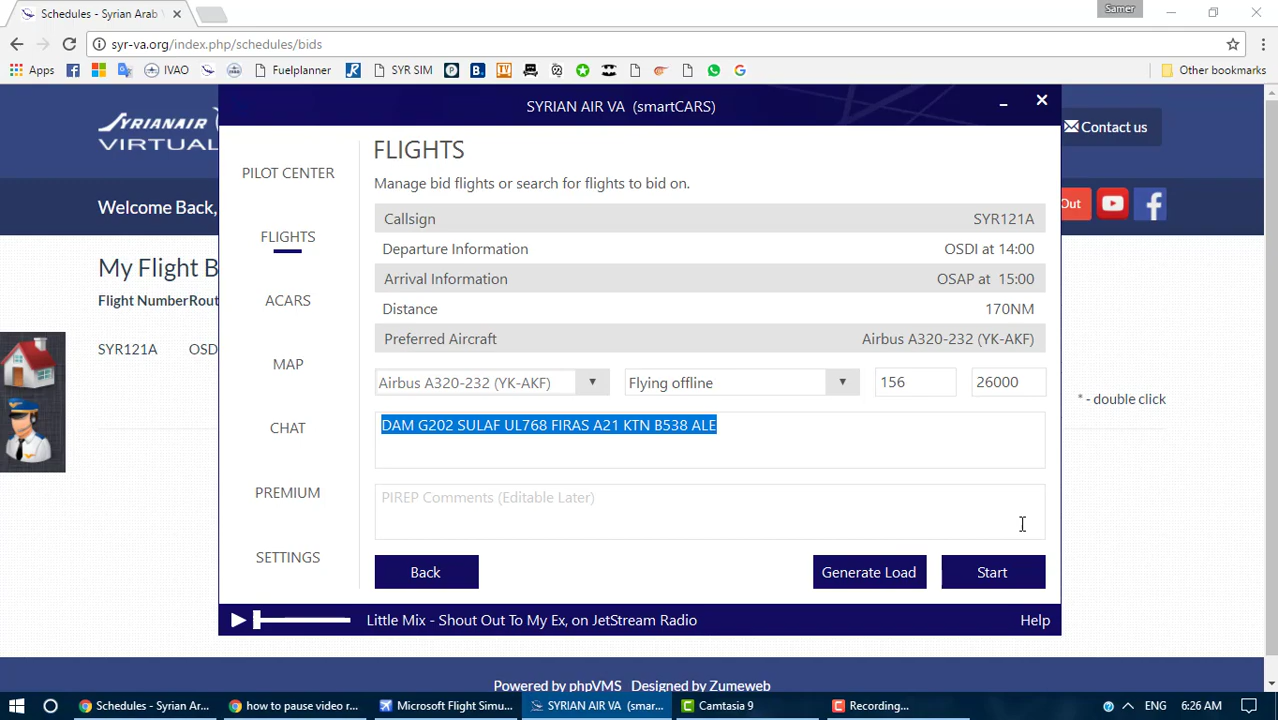 Schedules - Syrian Arab
Samer
syr-va.org/index.php/schedules/bids
Apps
IVAO
Fuelplanner
SYR SIM
Other bookmarks
SYRIANAIR
VIRTUAL
Contact us
Welcome Back,
Out
My Flight B
Flight NumberRout
SYR121A OSD
* - double click
SYRIAN AIR VA (smartCARS)
PILOT CENTER
FLIGHTS
ACARS
MAP
CHAT
PREMIUM
SETTINGS
FLIGHTS
Manage bid flights or search for flights to bid on.
Callsign SYR121A
Departure Information OSDI at 14:00
Arrival Information OSAP at 15:00
Distance 170NM
Preferred Aircraft Airbus A320-232 (YK-AKF)
Airbus A320-232 (YK-AKF) Flying offline 156 26000
DAM G202 SULAF UL768 FIRAS A21 KTN B538 ALE
PIREP Comments (Editable Later)
Back Generate Load Start
Little Mix - Shout Out To My Ex, on JetStream Radio Help
Powered by phpVMS Designed by Zumeweb
Schedules - Syrian Ar... how to pause video r... Microsoft Flight Simu... SYRIAN AIR VA (smar... Camtasia 9 Recording... ENG 6:26 AM